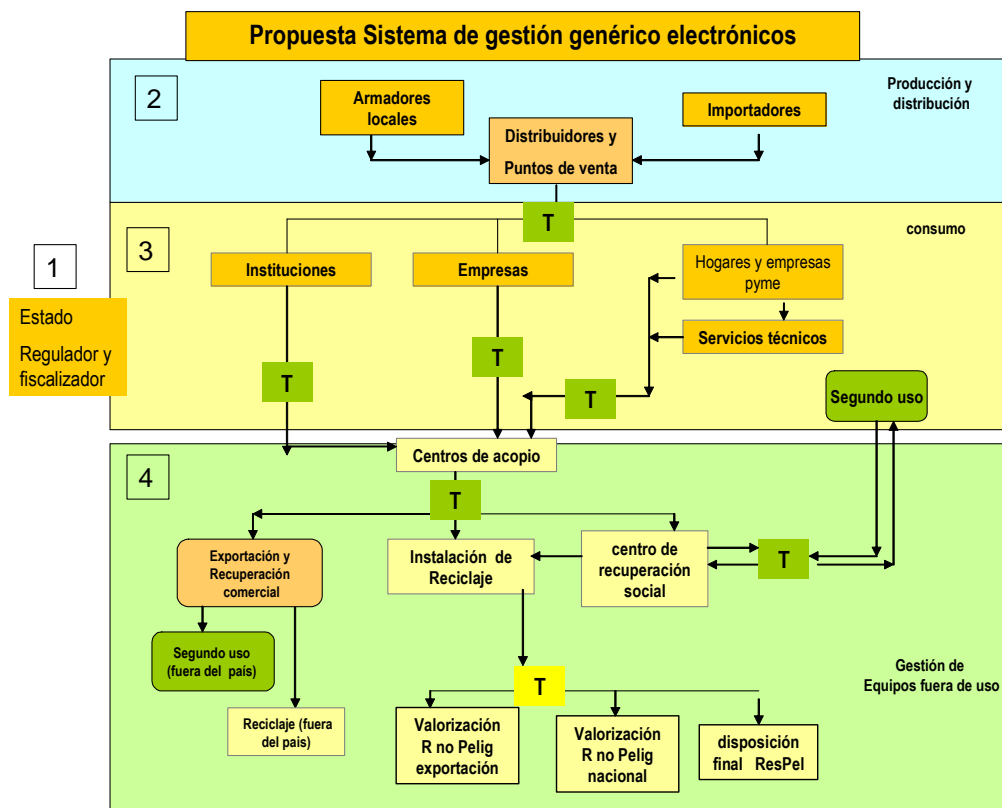 Propuesta Sistema de gestión genérico electrónicos
2
Producción y
distribución
Armadores
locales
Importadores
Distribuidores y
Puntos de venta
T
3
consumo
1
Estado
Regulador y
fiscalizador
Instituciones
Empresas
Hogares y empresas
pyme
Servicios técnicos
T
T
T
Segundo uso
Centros de acopio
4
T
Exportación y
Recuperación
comercial
Instalación de
Reciclaje
centro de
recuperación
social
T
Segundo uso
(fuera del país)
Reciclaje (fuera
del pais)
T
Gestión de
Equipos fuera de uso
Valorización
R no Pelig
exportación
Valorización
R no Pelig
nacional
disposición
final ResPel